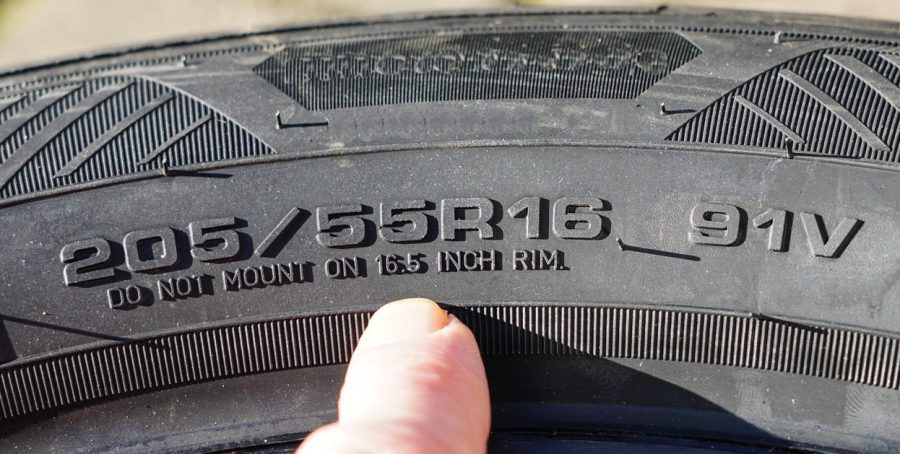 205/55R16 91V
DO NOT MOUNT ON 16.5 INCH RIM.